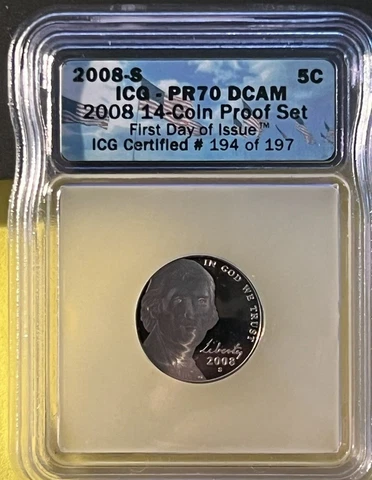 2008-S 5C
ICG - PR70 DCAM
2008 14-Coin Proof Set
First Day of Issue™
ICG Certified # 194 of 197
IN GOD WE TRUST
Liberty
2008
S